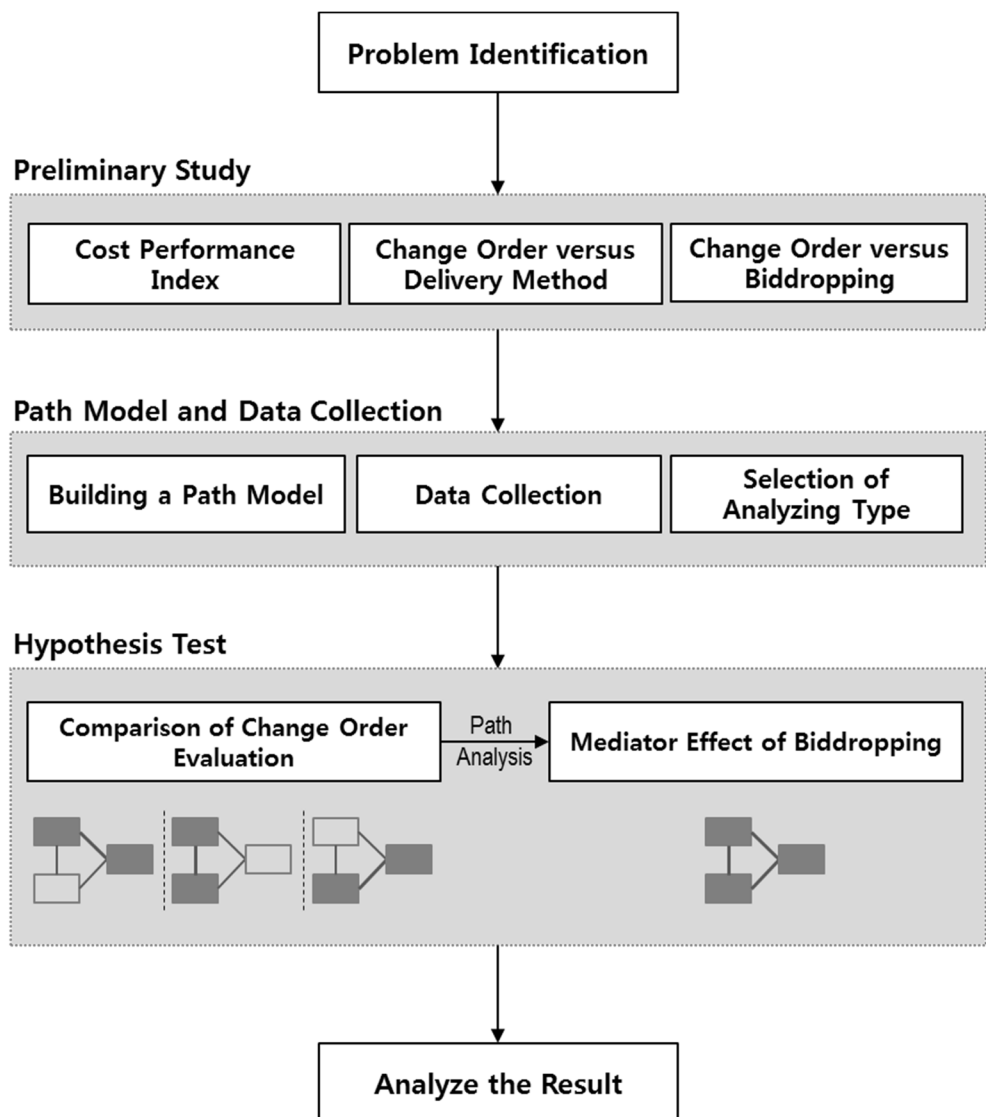 Problem Identification
Preliminary Study
Cost Performance
Index
Change Order versus
Delivery Method
Change Order versus
Biddropping
Path Model and Data Collection
Building a Path Model
Data Collection
Selection of
Analyzing Type
Hypothesis Test
Comparison of Change Order
Evaluation
Path
Analysis
Mediator Effect of Biddropping
Analyze the Result